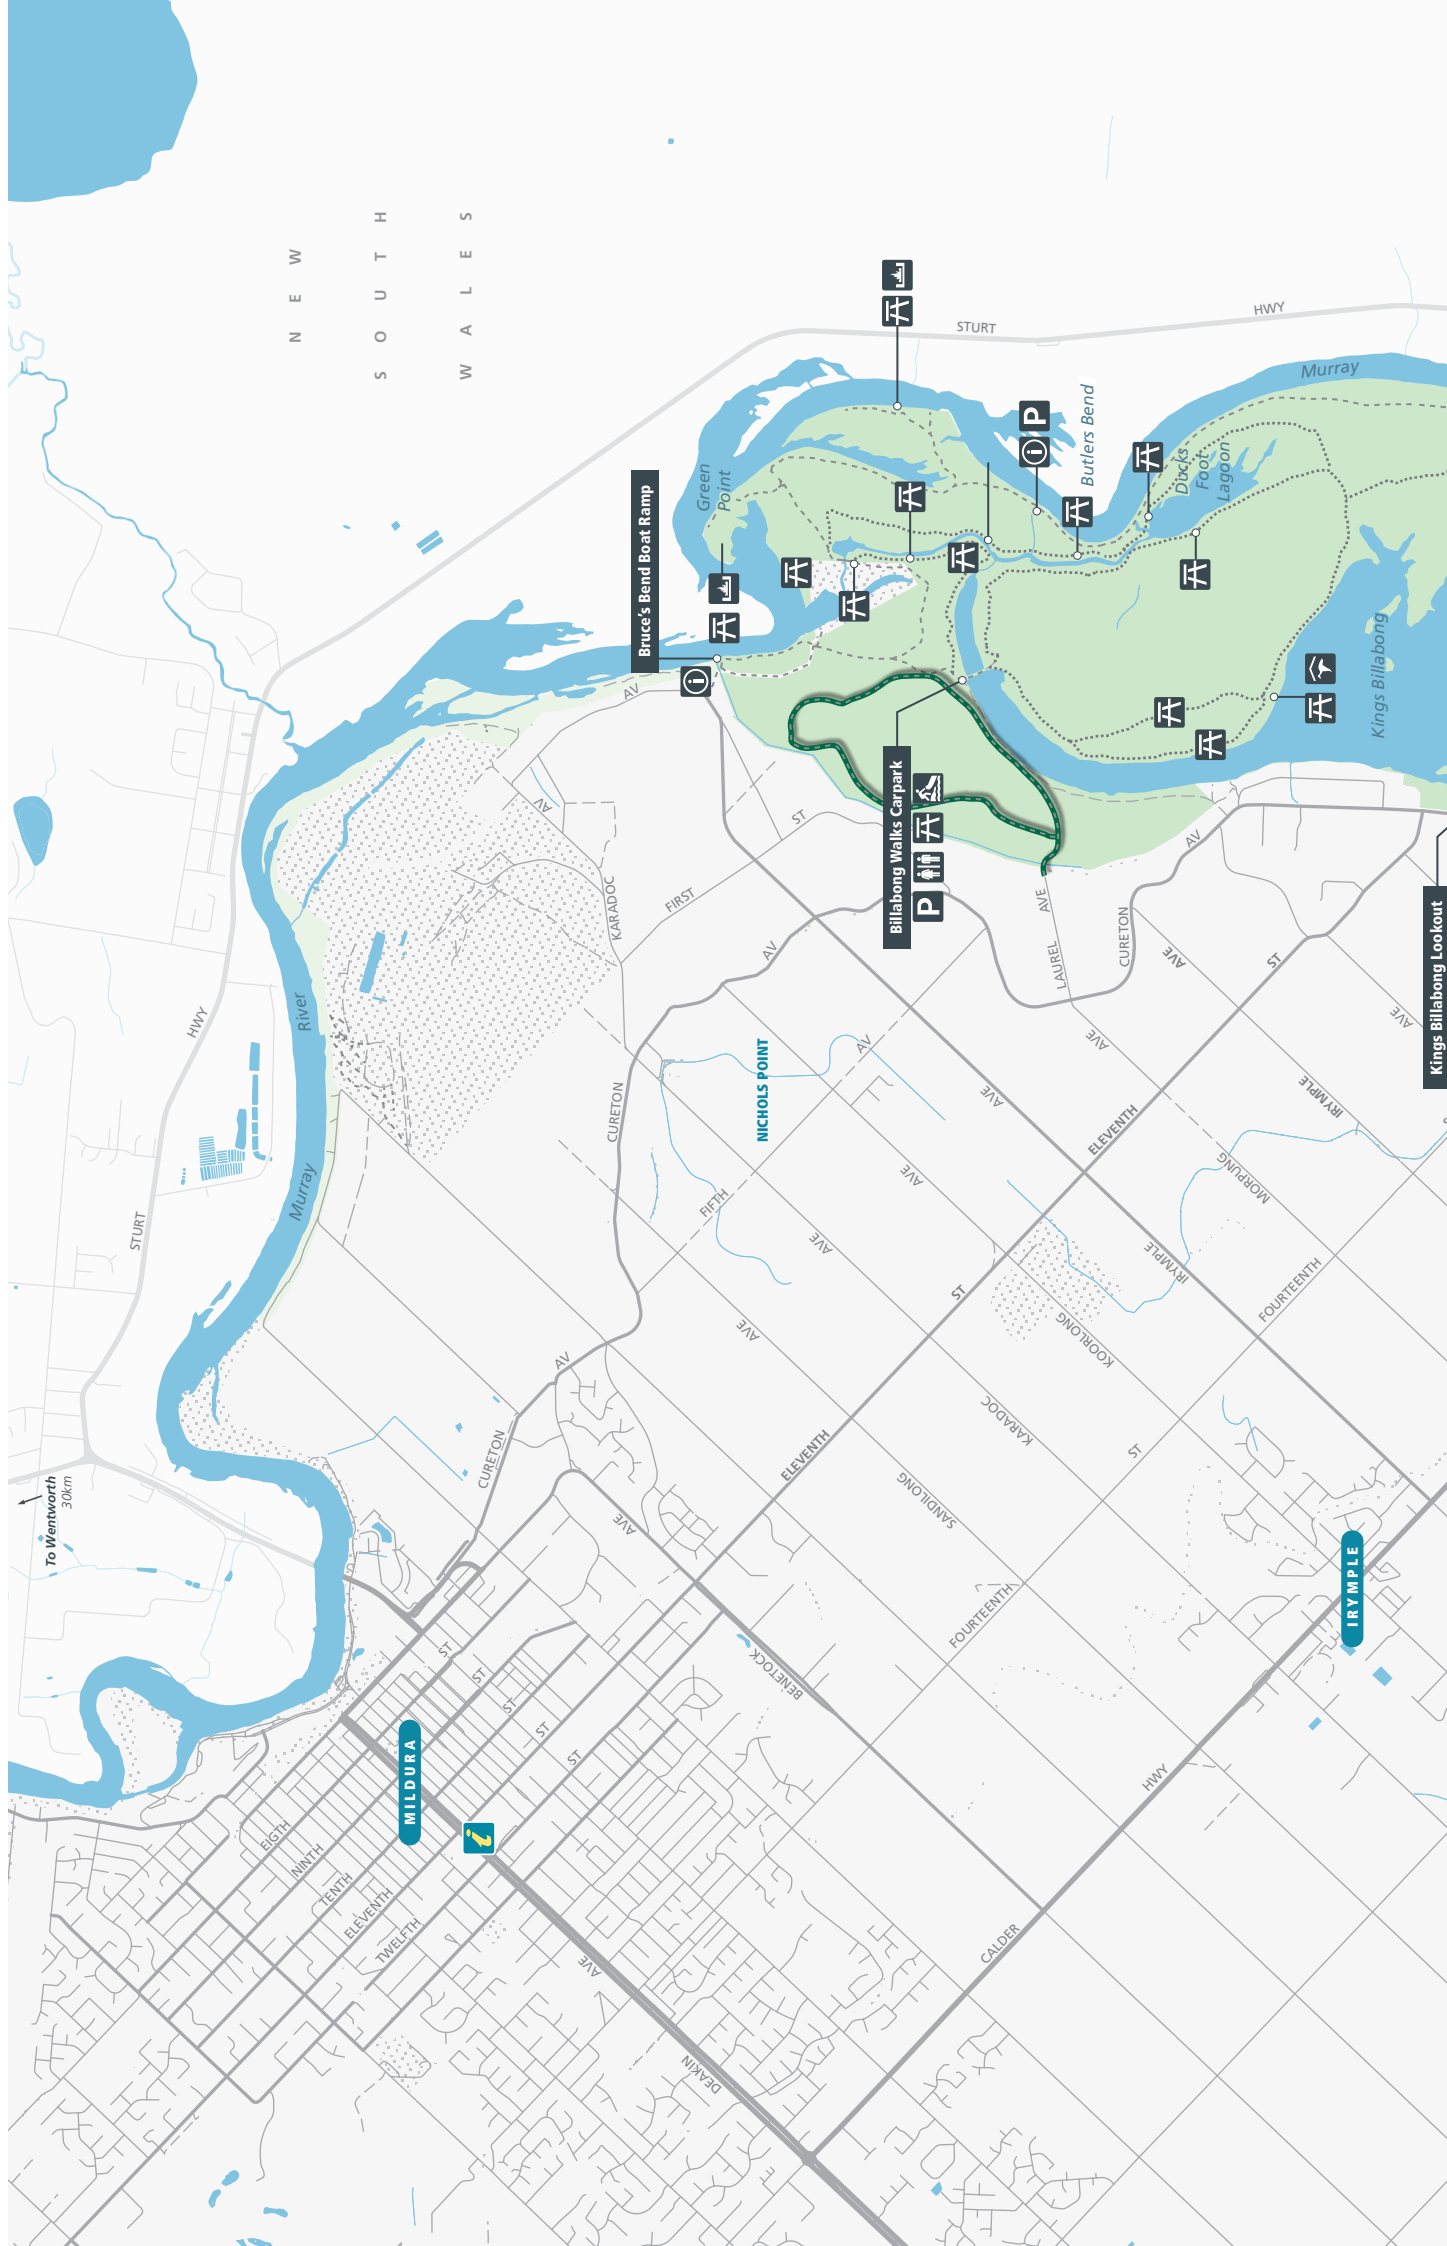 NEW
SOUTH
WALES
STURT
HWY
Murray
Butlers Bend
Ducks
Foot
Lagoon
Green
Point
Bruce's Bend Boat Ramp
i
i
P
Kings Billabong
Billabong Walks Carpark
P
Kings Billabong Lookout
AV
AV
KARADOC
FIRST
ST
AV
LAUREL
AVE
CURETON
AV
AVE
ST
AVE
AVE
HWY
River
Murray
STURT
CURETON
NICHOLS POINT
AV
FIFTH
AVE
AVE
AVE
AVE
ELEVENTH
ST
IRYMPLE
MORPUNG
IRYMPLE
FOURTEENTH
KOORLONG
KARADOC
ST
SANDILONG
ELEVENTH
AV
CURETON
AVE
To Wentworth
30km
FOURTEENTH
BENETOCK
IRYMPLE
ST
ST
ST
ST
ST
MILDURA
i
EIGTH
NINTH
TENTH
ELEVENTH
TWELFTH
AVE
DEAKIN
CALDER
HWY